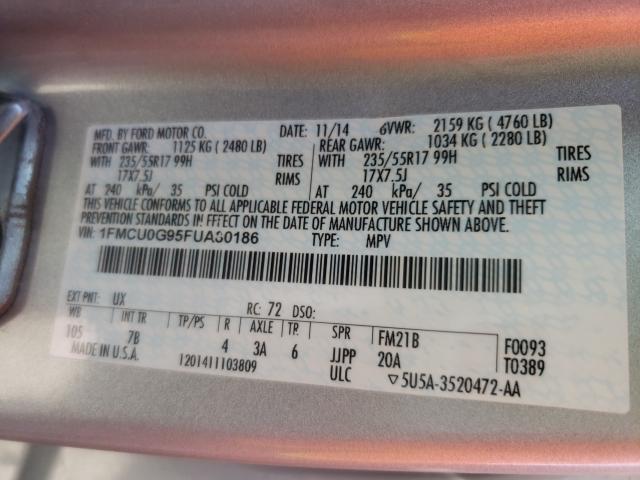 MFD. BY FORD MOTOR CO. DATE: 11/14 GVWR: 2159 KG ( 4760 LB)
FRONT GAWR: 1125 KG ( 2480 LB) REAR GAWR: 1034 KG ( 2280 LB)
WITH 235/55R17 99H TIRES WITH 235/55R17 99H TIRES
17X7.5J RIMS 17X7.5J RIMS
AT 240 kPa/ 35 PSI COLD AT 240 kPa/ 35 PSI COLD
THIS VEHICLE CONFORMS TO ALL APPLICABLE FEDERAL MOTOR VEHICLE SAFETY AND THEFT
PREVENTION STANDARDS IN EFFECT ON THE DATE OF MANUFACTURE SHOWN ABOVE.
VIN: 1FMCU0G95FUA80186 TYPE: MPV
EXT PNT: UX RC: 72 DSO:
WB INT TR TP/PS R AXLE TR SPR FM21B F0093
105 7B 4 3A 6 JJPP 20A T0389
MADE IN U.S.A. 1201411103809 ULC ▽5U5A-3520472-AA